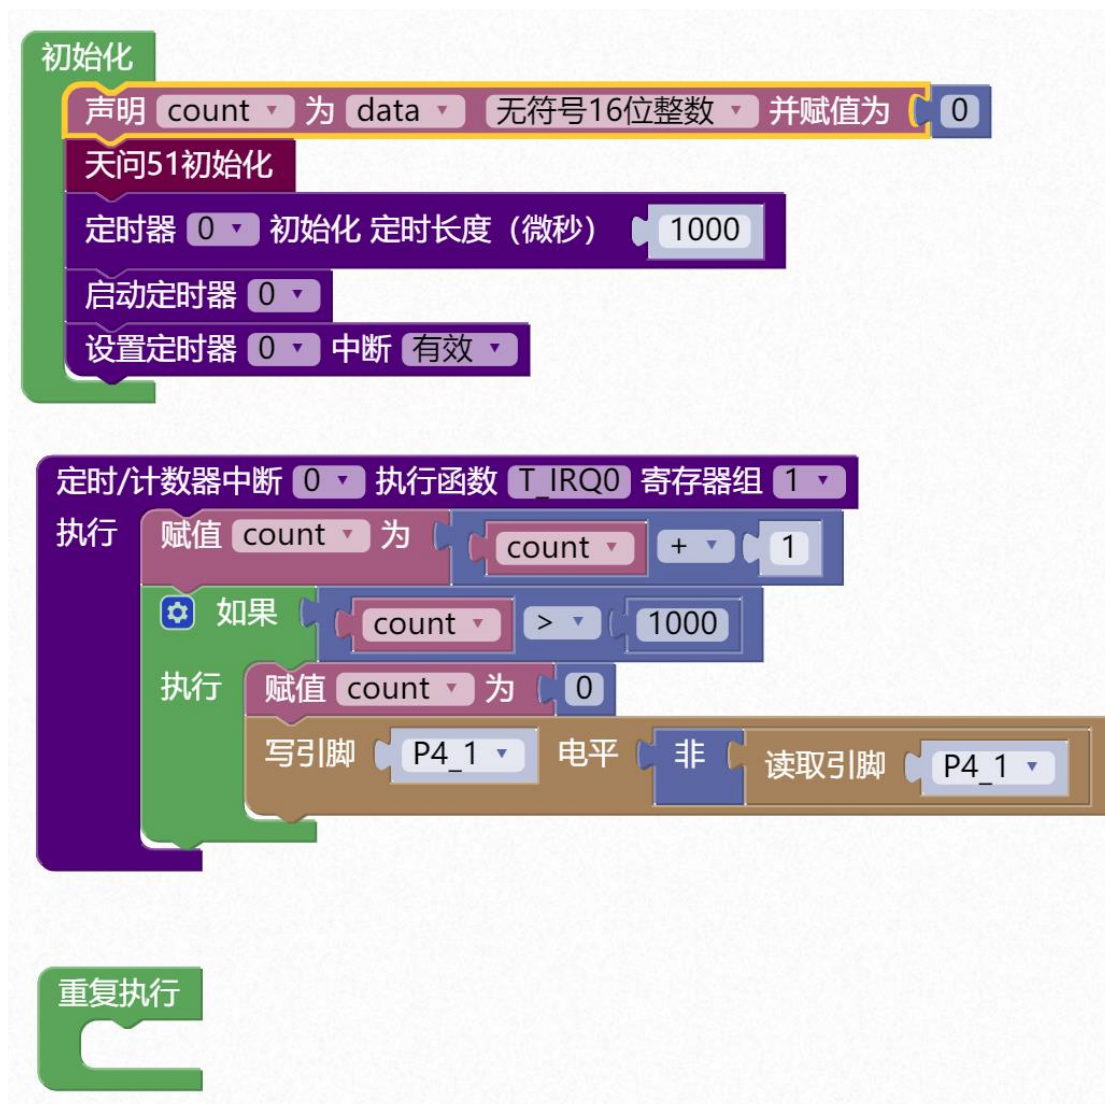 初始化
声明 count 为 data 无符号16位整数 并赋值为 0
天问51初始化
定时器 0 初始化 定时长度（微秒） 1000
启动定时器 0
设置定时器 0 中断 有效
定时/计数器中断 0 执行函数 T_IRQ0 寄存器组 1
执行 赋值 count 为 count + 1
如果 count > 1000
执行 赋值 count 为 0
写引脚 P4_1 电平 非 读取引脚 P4_1
重复执行